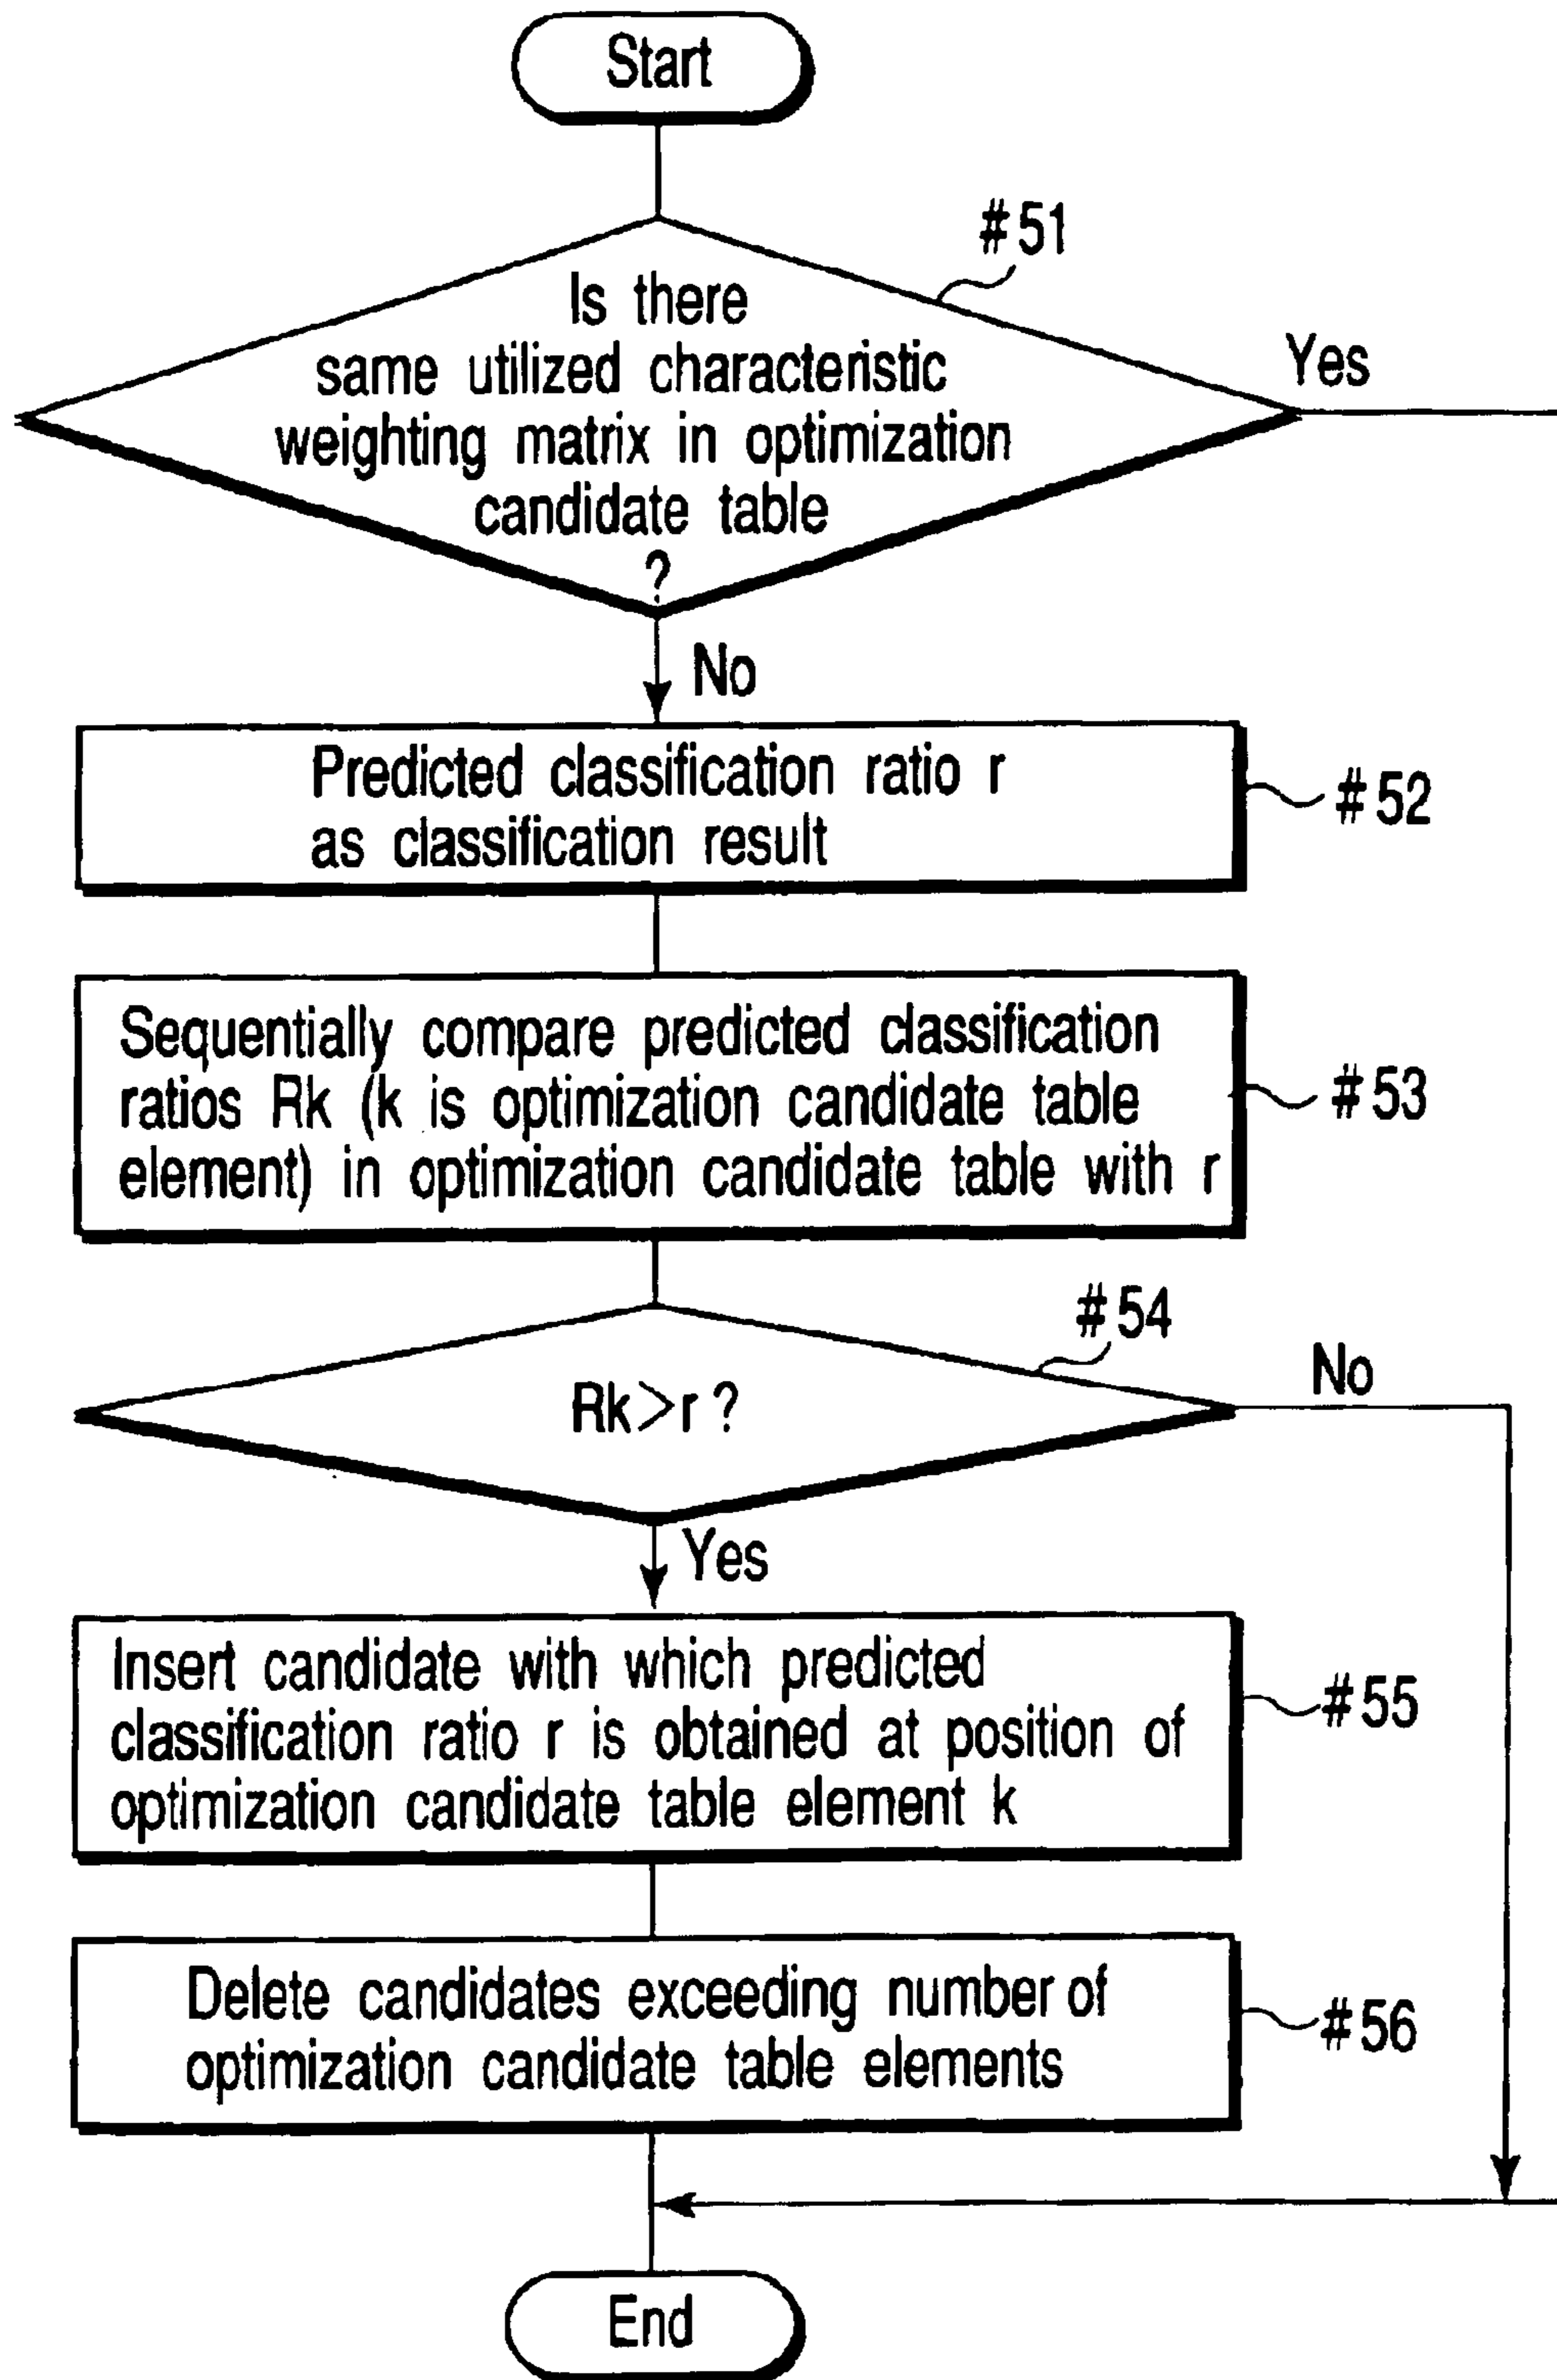 Start
#51
Is there
same utilized characteristic
weighting matrix in optimization
candidate table
?
Yes
No
Predicted classification ratio r
as classification result
#52
Sequentially compare predicted classification
ratios Rk (k is optimization candidate table
element) in optimization candidate table with r
#53
#54
Rk>r ?
No
Yes
Insert candidate with which predicted
classification ratio r is obtained at position of
optimization candidate table element k
#55
Delete candidates exceeding number of
optimization candidate table elements
#56
End